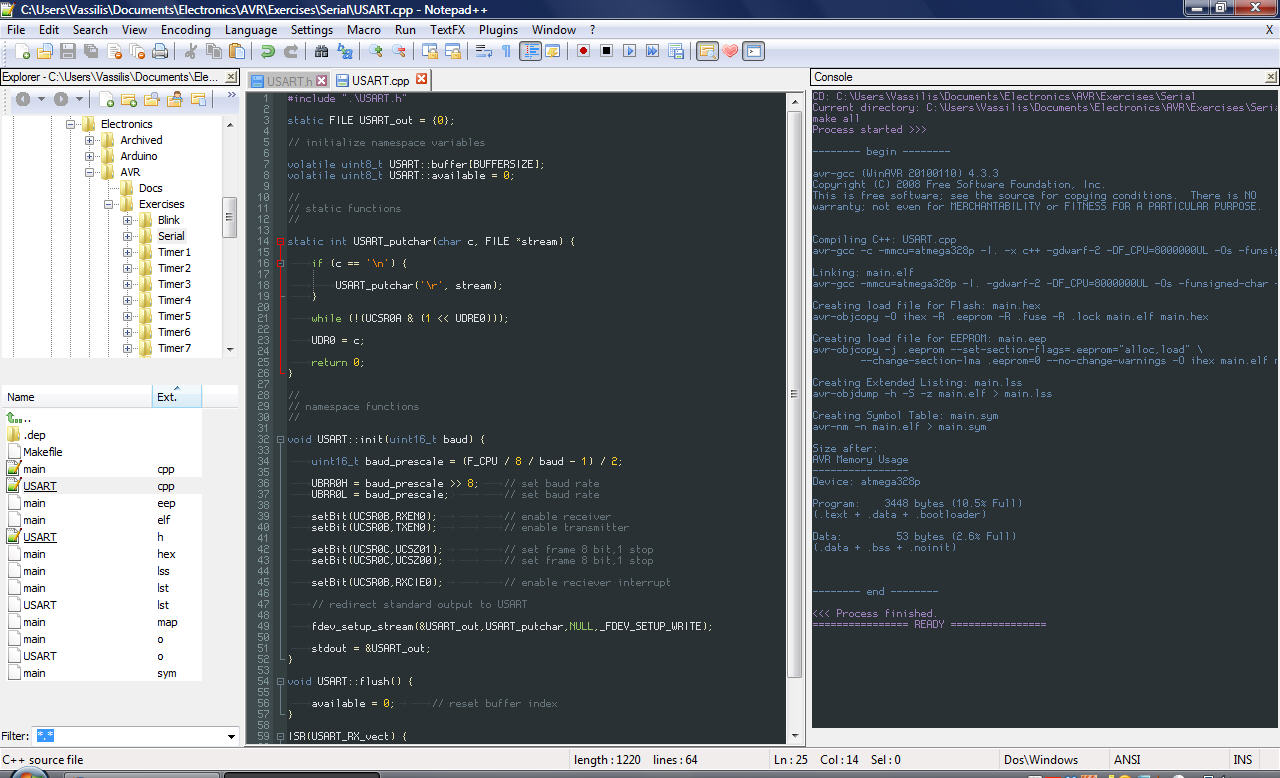 C:\Users\Vassilis\Documents\Electronics\AVR\Exercises\Serial\USART.cpp - Notepad++
File Edit Search View Encoding Language Settings Macro Run TextFX Plugins Window ? X
Explorer - C:\Users\Vassilis\Documents\Ele...
Electronics
Archived
Arduino
AVR
Docs
Exercises
Blink
Serial
Timer1
Timer2
Timer3
Timer4
Timer5
Timer6
Timer7
Name Ext.
..
.dep
Makefile
main cpp
USART cpp
main eep
main elf
USART h
main hex
main lss
main lst
USART lst
main map
main o
USART o
main sym
Filter: *.*
USART.h USART.cpp
1 #include ".\USART.h"
2
3 static FILE USART_out = {0};
4
5 // initialize namespace variables
6
7 volatile uint8_t USART::buffer[BUFFERSIZE];
8 volatile uint8_t USART::available = 0;
9
10 //
11 // static functions
12 //
13
14 static int USART_putchar(char c, FILE *stream) {
15
16 if (c == '\n') {
17
18 USART_putchar('\r', stream);
19 }
20
21 while (!(UCSR0A & (1 << UDRE0)));
22
23 UDR0 = c;
24
25 return 0;
26 }
27
28 //
29 // namespace functions
30 //
31
32 void USART::init(uint16_t baud) {
33
34 uint16_t baud_prescale = (F_CPU / 8 / baud - 1) / 2;
35
36 UBRR0H = baud_prescale >> 8; // set baud rate
37 UBRR0L = baud_prescale; // set baud rate
38
39 setBit(UCSR0B,RXEN0); // enable receiver
40 setBit(UCSR0B,TXEN0); // enable transmitter
41
42 setBit(UCSR0C,UCSZ01); // set frame 8 bit,1 stop
43 setBit(UCSR0C,UCSZ00); // set frame 8 bit,1 stop
44
45 setBit(UCSR0B,RXCIE0); // enable reciever interrupt
46
47 // redirect standard output to USART
48
49 fdev_setup_stream(&USART_out,USART_putchar,NULL,_FDEV_SETUP_WRITE);
50
51 stdout = &USART_out;
52 }
53
54 void USART::flush() {
55
56 available = 0; // reset buffer index
57 }
58
59 ISR(USART_RX_vect) {
Console
CD: C:\Users\Vassilis\Documents\Electronics\AVR\Exercises\Serial
Current directory: C:\Users\Vassilis\Documents\Electronics\AVR\Exercises\Seria
make all
Process started >>>
-------- begin --------
avr-gcc (WinAVR 20100110) 4.3.3
Copyright (C) 2008 Free Software Foundation, Inc.
This is free software; see the source for copying conditions. There is NO
warranty; not even for MERCHANTABILITY or FITNESS FOR A PARTICULAR PURPOSE.
Compiling C++: USART.cpp
avr-gcc -c -mmcu=atmega328p -I. -x c++ -gdwarf-2 -DF_CPU=8000000UL -Os -funsig
Linking: main.elf
avr-gcc -mmcu=atmega328p -I. -gdwarf-2 -DF_CPU=8000000UL -Os -funsigned-char -
Creating load file for Flash: main.hex
avr-objcopy -O ihex -R .eeprom -R .fuse -R .lock main.elf main.hex
Creating load file for EEPROM: main.eep
avr-objcopy -j .eeprom --set-section-flags=.eeprom="alloc,load" \
--change-section-lma .eeprom=0 --no-change-warnings -O ihex main.elf m
Creating Extended Listing: main.lss
avr-objdump -h -S -z main.elf > main.lss
Creating Symbol Table: main.sym
avr-nm -n main.elf > main.sym
Size after:
AVR Memory Usage
----------------
Device: atmega328p
Program: 3448 bytes (10.5% Full)
(.text + .data + .bootloader)
Data: 53 bytes (2.6% Full)
(.data + .bss + .noinit)
-------- end --------
<<< Process finished.
================ READY ================
C++ source file length : 1220 lines : 64 Ln : 25 Col : 14 Sel : 0 Dos\Windows ANSI INS